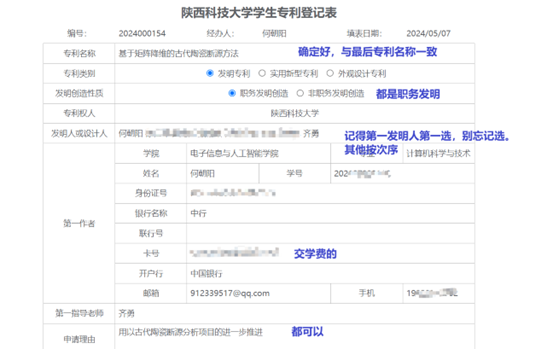 陕西科技大学学生专利登记表
编号： 2024000154 经办人： 何朝阳 填表日期： 2024/05/07
专利名称 基于矩阵降维的古代陶瓷断源方法 确定好，与最后专利名称一致
专利类别 发明专利 实用新型专利 外观设计专利
发明创造性质 职务发明创造 非职务发明创造 都是职务发明
专利权人 陕西科技大学
发明人或设计人 何朝阳 齐勇 记得第一发明人第一选，别忘记选。
其他按次序
学院 电子信息与人工智能学院 专业 计算机科学与技术
姓名 何朝阳 学号 202
身份证号
第一作者
银行名称 中行
联行号
卡号 交学费的
开户行 中国银行
邮箱 912339517@qq.com 手机 19
第一指导老师 齐勇
申请理由 用以古代陶瓷断源分析项目的进一步推进 都可以